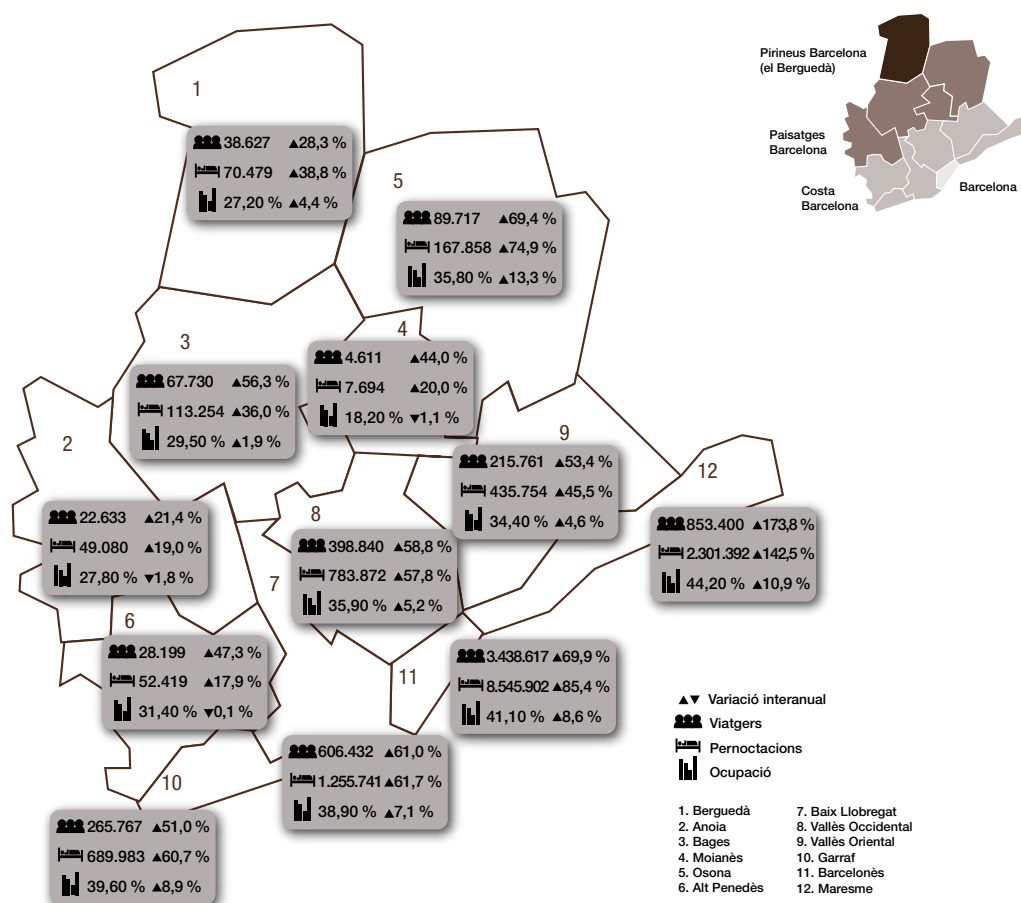 Pirineus Barcelona
(el Berguedà)
Paisatges
Barcelona
Costa
Barcelona
Barcelona
1
38.627 ▲28,3 %
70.479 ▲38,8 %
27,20 % ▲4,4 %
5
89.717 ▲69,4 %
167.858 ▲74,9 %
35,80 % ▲13,3 %
3
67.730 ▲56,3 %
113.254 ▲36,0 %
29,50 % ▲1,9 %
4
4.611 ▲44,0 %
7.694 ▲20,0 %
18,20 % ▼1,1 %
2
22.633 ▲21,4 %
49.080 ▲19,0 %
27,80 % ▼1,8 %
9
215.761 ▲53,4 %
435.754 ▲45,5 %
34,40 % ▲4,6 %
12
853.400 ▲173,8 %
2.301.392 ▲142,5 %
44,20 % ▲10,9 %
8
398.840 ▲58,8 %
783.872 ▲57,8 %
35,90 % ▲5,2 %
7
6
28.199 ▲47,3 %
52.419 ▲17,9 %
31,40 % ▼0,1 %
11
3.438.617 ▲69,9 %
8.545.902 ▲85,4 %
41,10 % ▲8,6 %
606.432 ▲61,0 %
1.255.741 ▲61,7 %
38,90 % ▲7,1 %
10
265.767 ▲51,0 %
689.983 ▲60,7 %
39,60 % ▲8,9 %
▲▼ Variació interanual
Viatgers
Pernoctacions
Ocupació
1. Berguedà
2. Anoia
3. Bages
4. Moianès
5. Osona
6. Alt Penedès
7. Baix Llobregat
8. Vallès Occidental
9. Vallès Oriental
10. Garraf
11. Barcelonès
12. Maresme